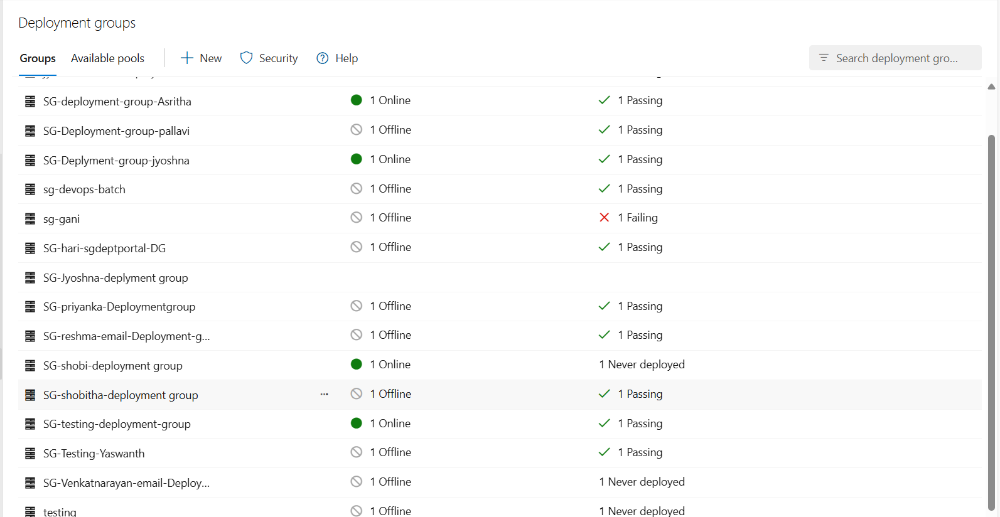 Deployment groups
Groups Available pools New Security Help Search deployment gro...
SG-deployment-group-Asritha 1 Online 1 Passing
SG-Deployment-group-pallavi 1 Offline 1 Passing
SG-Deplyment-group-jyoshna 1 Online 1 Passing
sg-devops-batch 1 Offline 1 Passing
sg-gani 1 Offline 1 Failing
SG-hari-sgdeptportal-DG 1 Offline 1 Passing
SG-Jyoshna-deplyment group
SG-priyanka-Deploymentgroup 1 Offline 1 Passing
SG-reshma-email-Deployment-g... 1 Offline 1 Passing
SG-shobi-deployment group 1 Online 1 Never deployed
SG-shobitha-deployment group ... 1 Offline 1 Passing
SG-testing-deployment-group 1 Online 1 Passing
SG-Testing-Yaswanth 1 Offline 1 Passing
SG-Venkatnarayan-email-Deploy... 1 Offline 1 Never deployed
testing 1 Offline 1 Never deployed